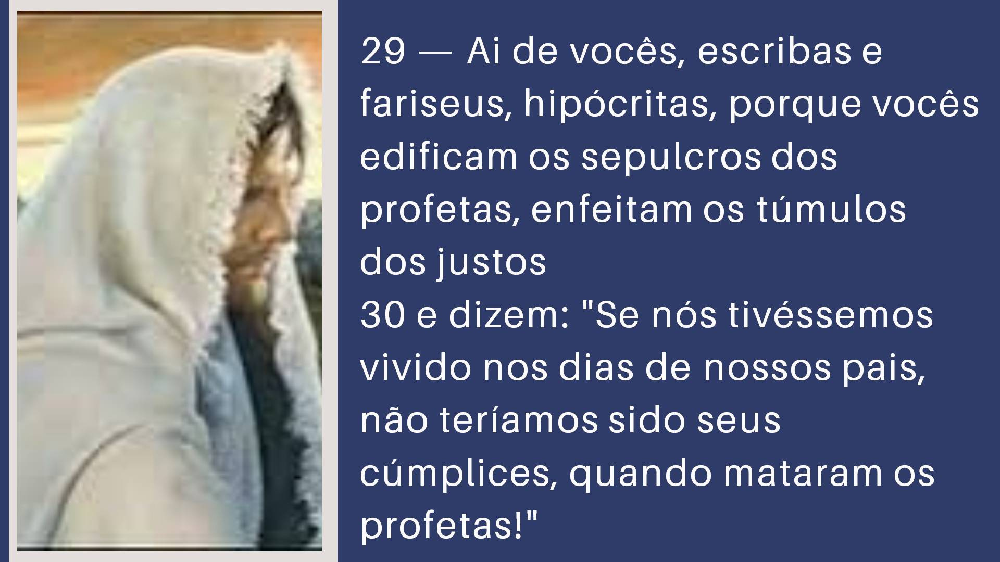 29 — Ai de vocês, escribas e
fariseus, hipócritas, porque vocês
edificam os sepulcros dos
profetas, enfeitam os túmulos
dos justos
30 e dizem: "Se nós tivéssemos
vivido nos dias de nossos pais,
não teríamos sido seus
cúmplices, quando mataram os
profetas!"